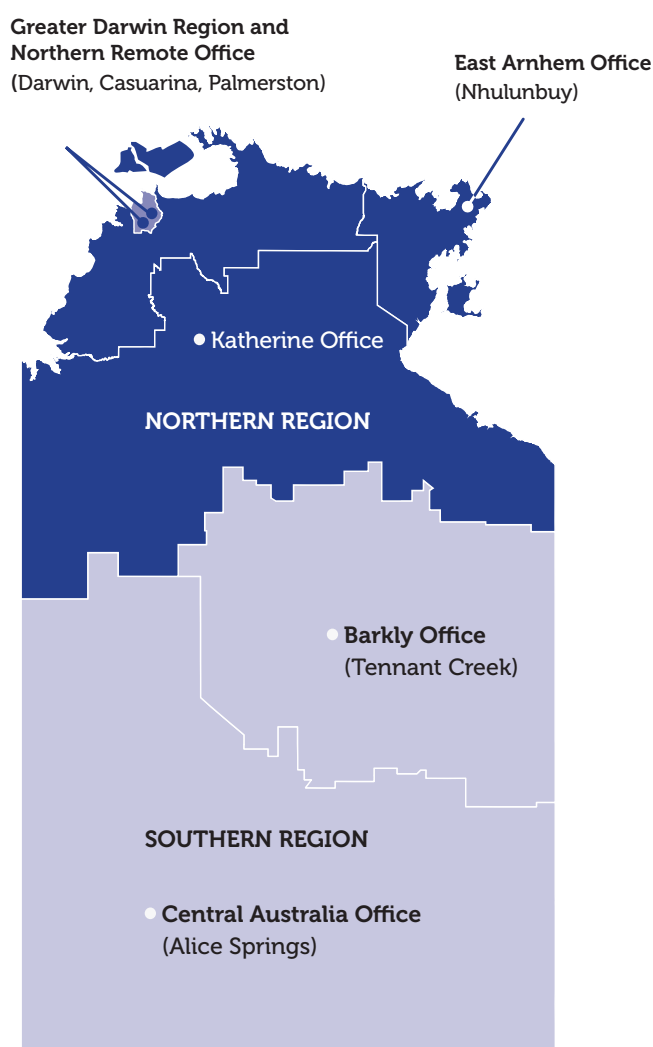 Greater Darwin Region and
Northern Remote Office
(Darwin, Casuarina, Palmerston)
East Arnhem Office
(Nhulunbuy)
Katherine Office
NORTHERN REGION
Barkly Office
(Tennant Creek)
SOUTHERN REGION
Central Australia Office
(Alice Springs)